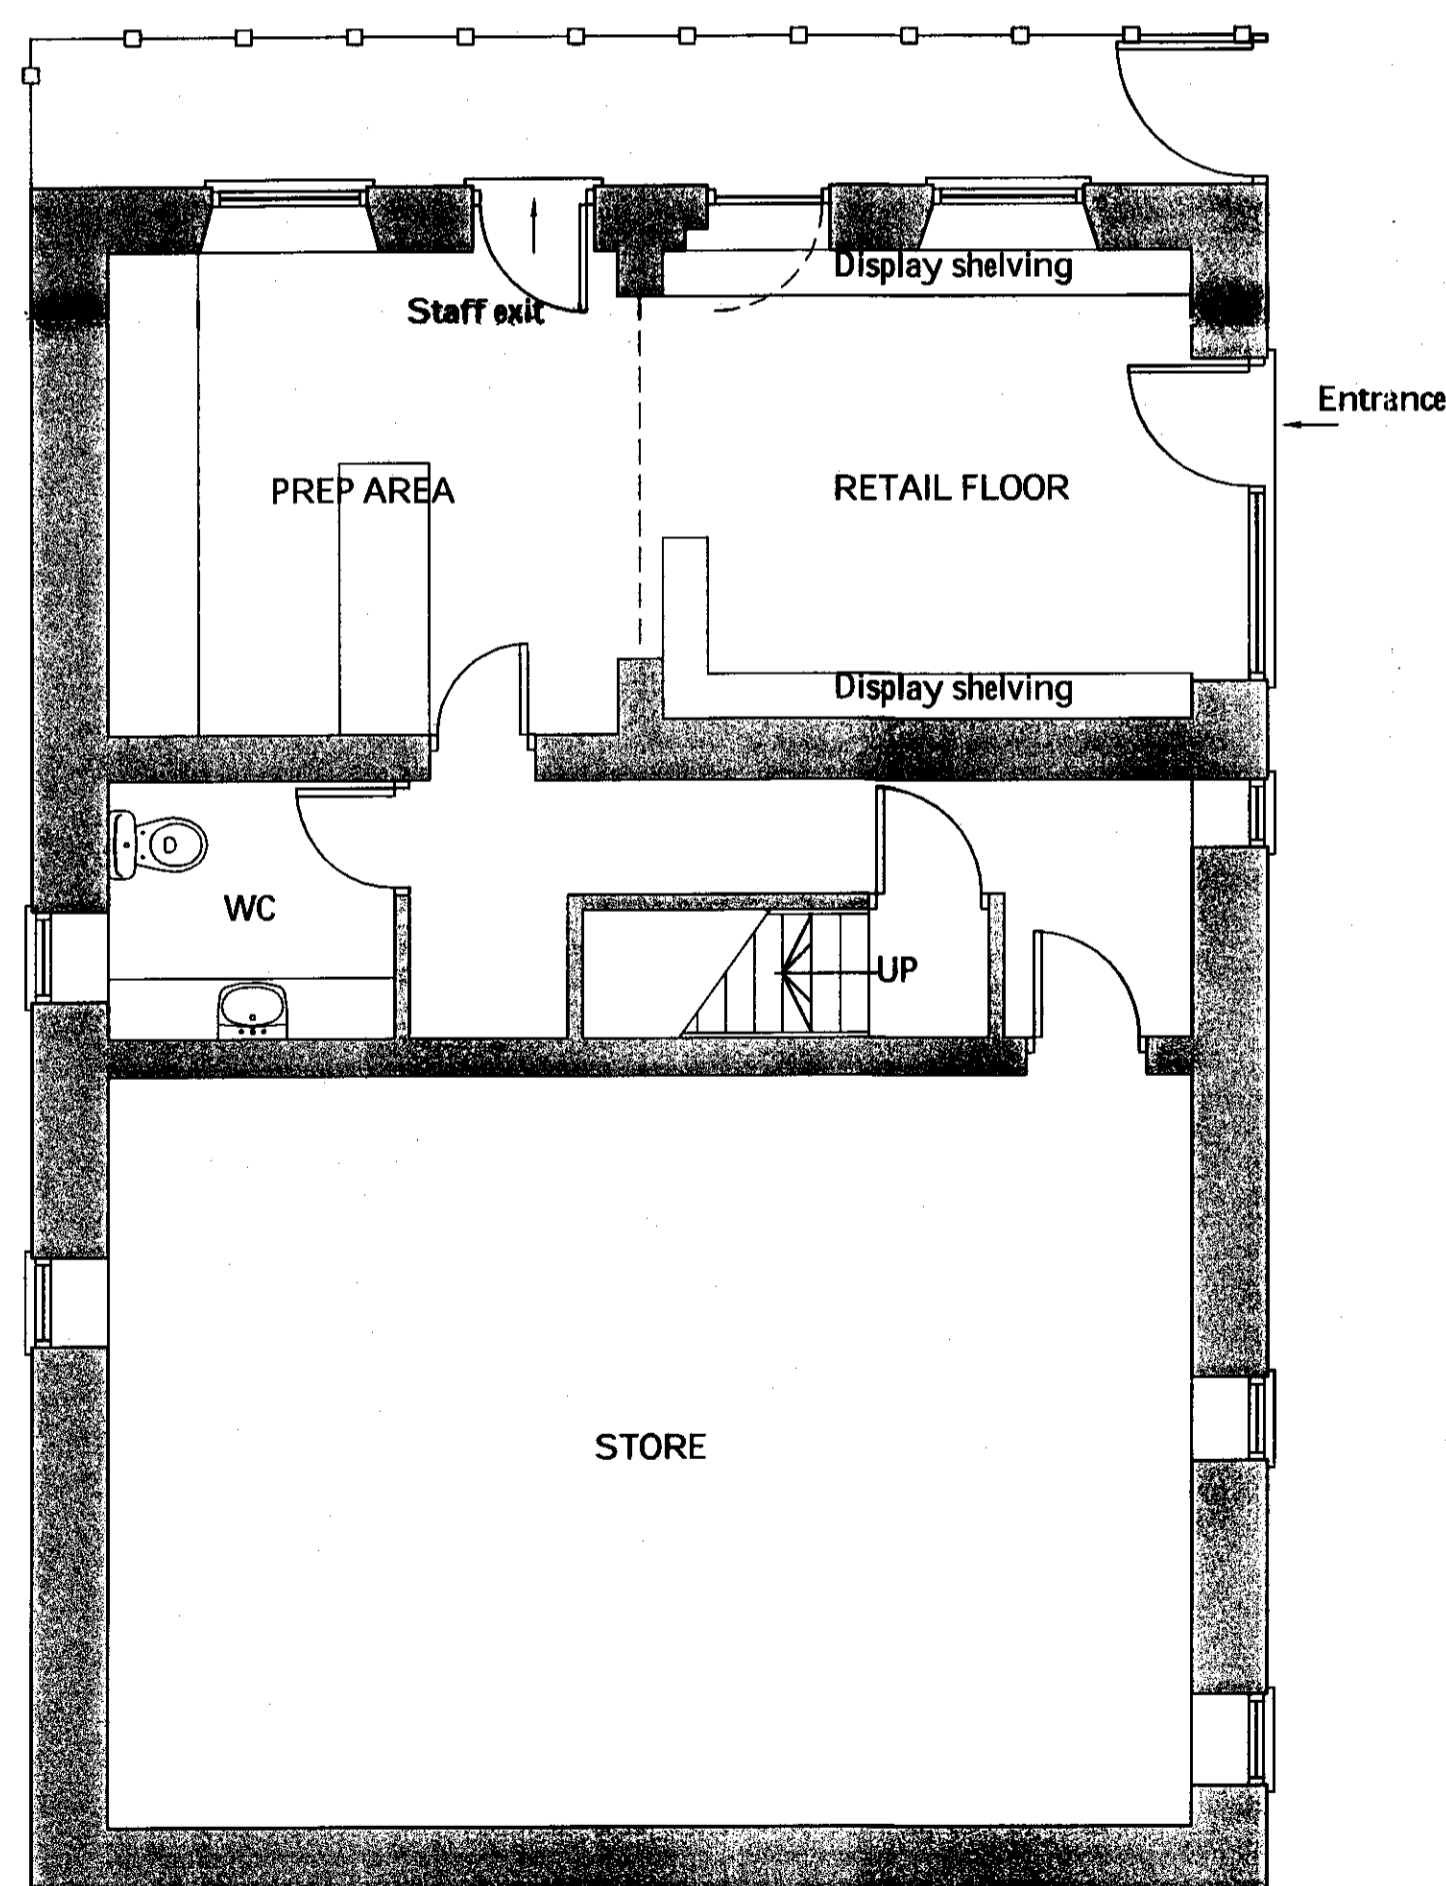 Display shelving
Staff exit
Entrance
PREP AREA
RETAIL FLOOR
Display shelving
WC
UP
STORE